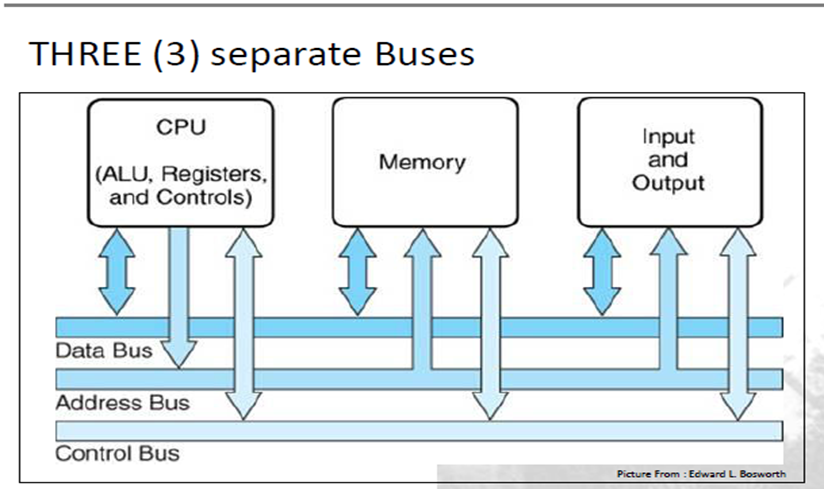 THREE (3) separate Buses
CPU
(ALU, Registers,
and Controls)
Memory
Input
and
Output
Data Bus
Address Bus
Control Bus
Picture From : Edward L. Bosworth